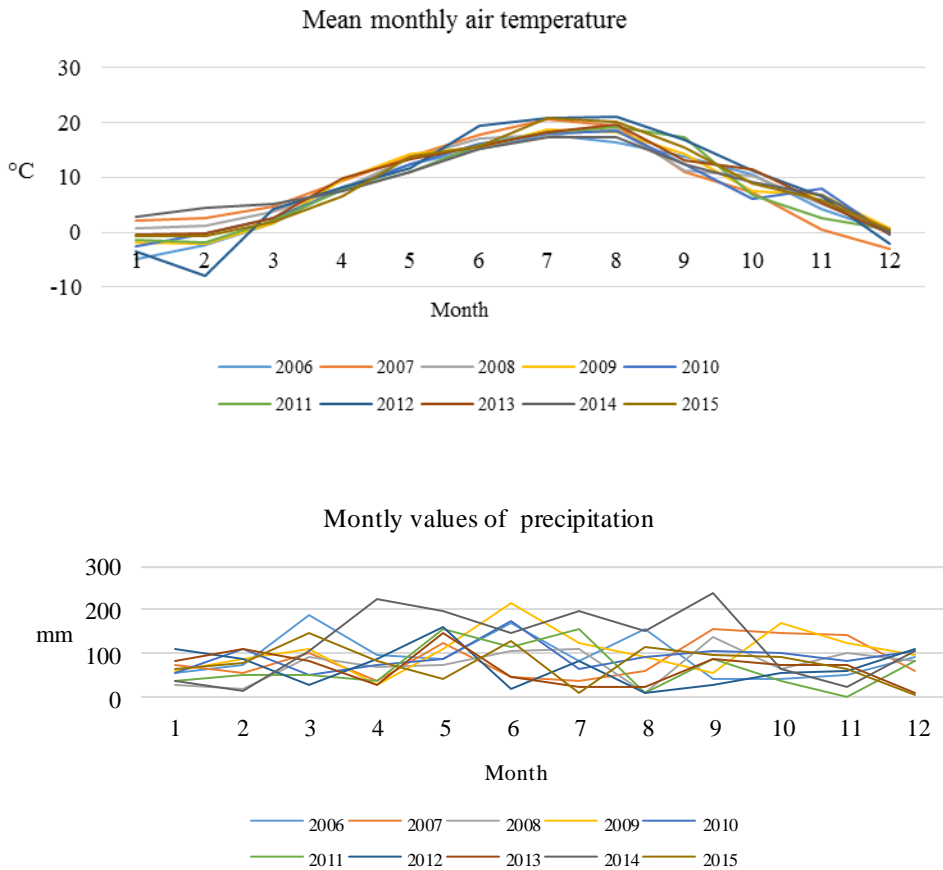 Mean monthly air temperature
30
20
°C
10
0
-10
1 2 3 4 5 6 7 8 9 10 11 12
Month
2006 2007 2008 2009 2010
2011 2012 2013 2014 2015
Montly values of precipitation
300
200
mm
100
0
1 2 3 4 5 6 7 8 9 10 11 12
Month
2006 2007 2008 2009 2010
2011 2012 2013 2014 2015